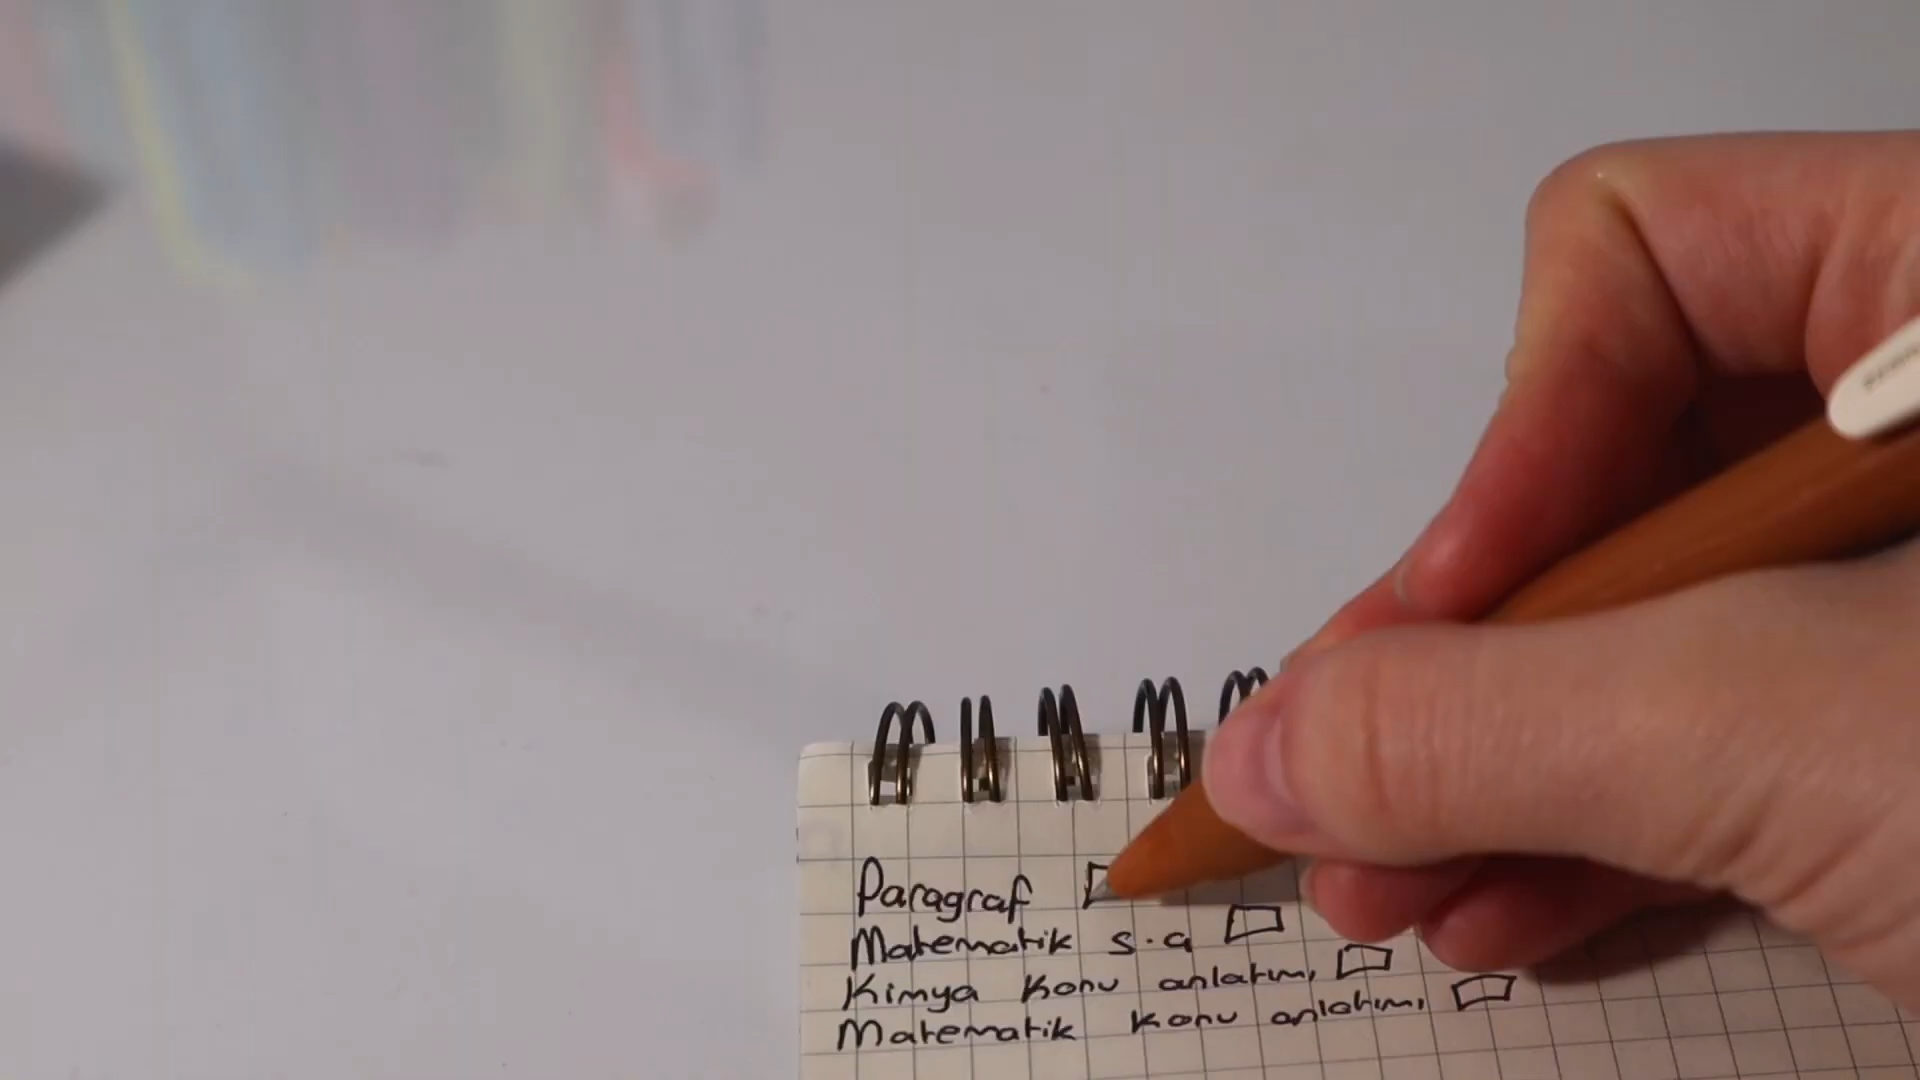 Paragraf
Matematik s.a
Kimya Konu anlatımı
Matematik Konu anlatımı